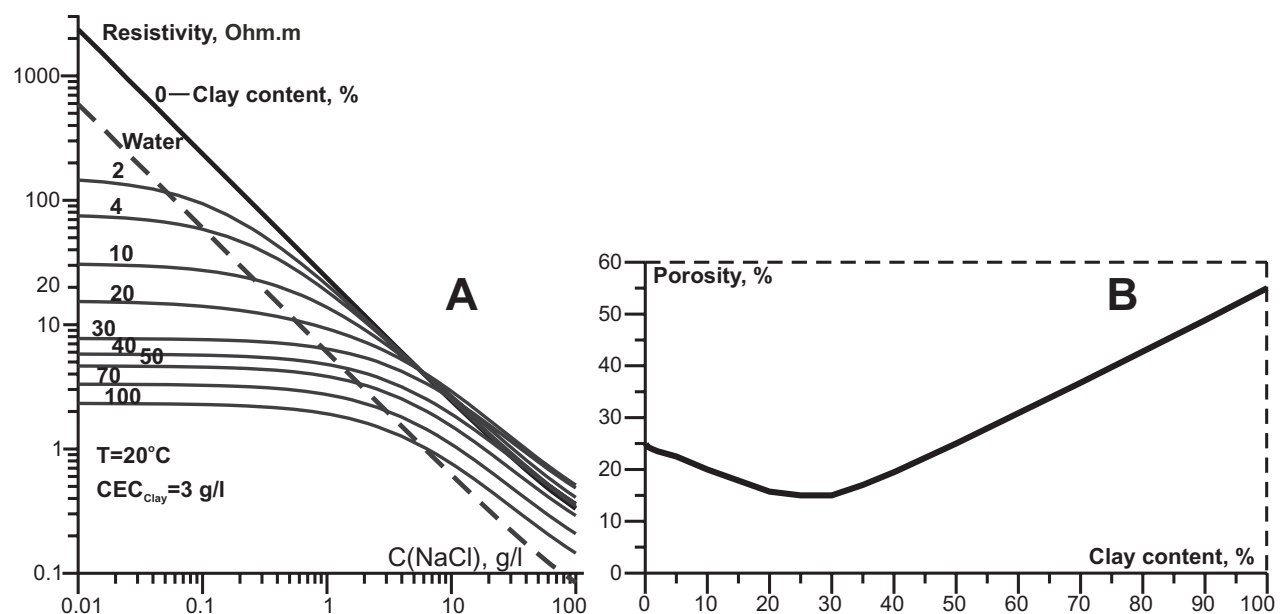 Resistivity, Ohm.m
1000
0
Clay content, %
Water
2
100
4
10
20
20
10
30
40
50
70
100
1
T=20°C
CEC Clay=3 g/l
C(NaCl), g/l
0.1
0.01
0.1
1
10
100
A
60
Porosity, %
B
50
40
30
20
10
0
Clay content, %
0 10 20 30 40 50 60 70 80 90 100